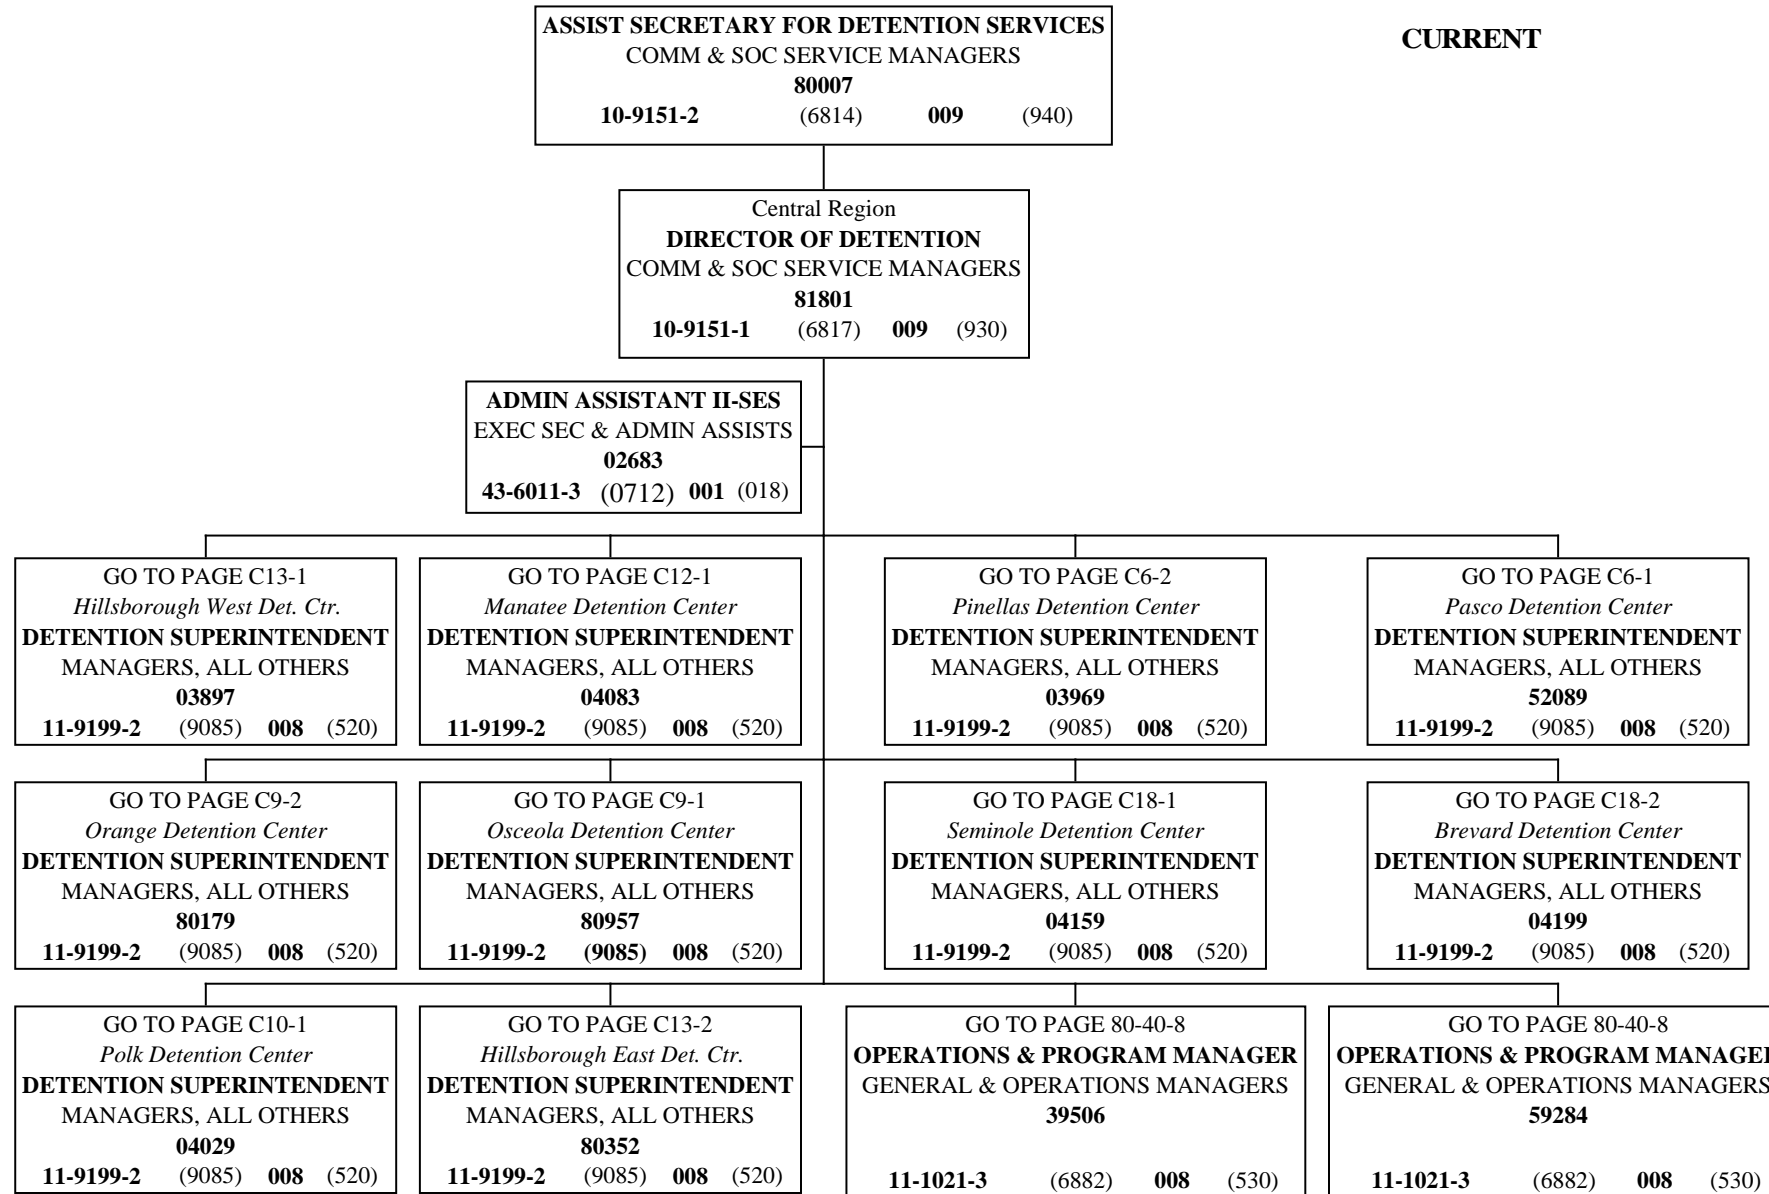 ASSIST SECRETARY FOR DETENTION SERVICES
COMM & SOC SERVICE MANAGERS
80007
10-9151-2 (6814) 009 (940)
CURRENT
Central Region
DIRECTOR OF DETENTION
COMM & SOC SERVICE MANAGERS
81801
10-9151-1 (6817) 009 (930)
ADMIN ASSISTANT II-SES
EXEC SEC & ADMIN ASSISTS
02683
43-6011-3 (0712) 001 (018)
GO TO PAGE C13-1
Hillsborough West Det. Ctr.
DETENTION SUPERINTENDENT
MANAGERS, ALL OTHERS
03897
11-9199-2 (9085) 008 (520)
GO TO PAGE C12-1
Manatee Detention Center
DETENTION SUPERINTENDENT
MANAGERS, ALL OTHERS
04083
11-9199-2 (9085) 008 (520)
GO TO PAGE C6-2
Pinellas Detention Center
DETENTION SUPERINTENDENT
MANAGERS, ALL OTHERS
03969
11-9199-2 (9085) 008 (520)
GO TO PAGE C6-1
Pasco Detention Center
DETENTION SUPERINTENDENT
MANAGERS, ALL OTHERS
52089
11-9199-2 (9085) 008 (520)
GO TO PAGE C9-2
Orange Detention Center
DETENTION SUPERINTENDENT
MANAGERS, ALL OTHERS
80179
11-9199-2 (9085) 008 (520)
GO TO PAGE C9-1
Osceola Detention Center
DETENTION SUPERINTENDENT
MANAGERS, ALL OTHERS
80957
11-9199-2 (9085) 008 (520)
GO TO PAGE C18-1
Seminole Detention Center
DETENTION SUPERINTENDENT
MANAGERS, ALL OTHERS
04159
11-9199-2 (9085) 008 (520)
GO TO PAGE C18-2
Brevard Detention Center
DETENTION SUPERINTENDENT
MANAGERS, ALL OTHERS
04199
11-9199-2 (9085) 008 (520)
GO TO PAGE C10-1
Polk Detention Center
DETENTION SUPERINTENDENT
MANAGERS, ALL OTHERS
04029
11-9199-2 (9085) 008 (520)
GO TO PAGE C13-2
Hillsborough East Det. Ctr.
DETENTION SUPERINTENDENT
MANAGERS, ALL OTHERS
80352
11-9199-2 (9085) 008 (520)
GO TO PAGE 80-40-8
OPERATIONS & PROGRAM MANAGER
GENERAL & OPERATIONS MANAGERS
39506
11-1021-3 (6882) 008 (530)
GO TO PAGE 80-40-8
OPERATIONS & PROGRAM MANAGER
GENERAL & OPERATIONS MANAGERS
59284
11-1021-3 (6882) 008 (530)